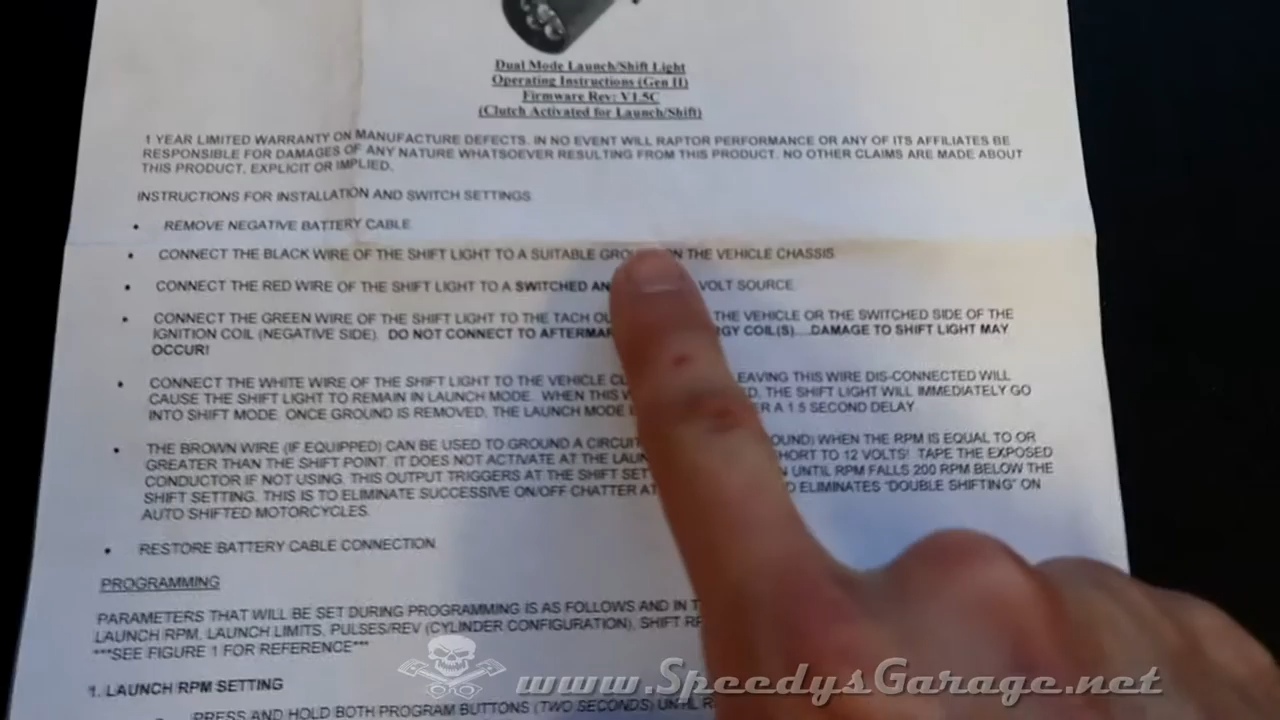 Dual Mode Launch/Shift Light
Operating Instructions (Gen II)
Firmware Rev: V1.5C
(Clutch Activated for Launch/Shift)
1 YEAR LIMITED WARRANTY ON MANUFACTURE DEFECTS. IN NO EVENT WILL RAPTOR PERFORMANCE OR ANY OF ITS AFFILIATES BE
RESPONSIBLE FOR DAMAGES OF ANY NATURE WHATSOEVER RESULTING FROM THIS PRODUCT. NO OTHER CLAIMS ARE MADE ABOUT
THIS PRODUCT, EXPLICIT OR IMPLIED.
INSTRUCTIONS FOR INSTALLATION AND SWITCH SETTINGS
• REMOVE NEGATIVE BATTERY CABLE
• CONNECT THE BLACK WIRE OF THE SHIFT LIGHT TO A SUITABLE THE VEHICLE CHASSIS
• CONNECT THE RED WIRE OF THE SHIFT LIGHT TO A SWITCHED VOLT SOURCE
• CONNECT THE GREEN WIRE OF THE SHIFT LIGHT TO THE TACH THE VEHICLE OR THE SWITCHED SIDE OF THE
IGNITION COIL (NEGATIVE SIDE). DO NOT CONNECT TO COIL(S)...DAMAGE TO SHIFT LIGHT MAY
OCCUR!
• CONNECT THE WHITE WIRE OF THE SHIFT LIGHT TO THE VEHICLE THIS WIRE DIS-CONNECTED WILL
CAUSE THE SHIFT LIGHT TO REMAIN IN LAUNCH MODE. WHEN THIS THE SHIFT LIGHT WILL IMMEDIATELY GO
INTO SHIFT MODE. ONCE GROUND IS REMOVED, THE LAUNCH MODE A 1.5 SECOND DELAY
• THE BROWN WIRE (IF EQUIPPED) CAN BE USED TO GROUND A WHEN THE RPM IS EQUAL TO OR
GREATER THAN THE SHIFT POINT. IT DOES NOT ACTIVATE AT THE TO 12 VOLTS! TAPE THE EXPOSED
CONDUCTOR IF NOT USING. THIS OUTPUT TRIGGERS AT THE SHIFT UNTIL RPM FALLS 200 RPM BELOW THE
SHIFT SETTING. THIS IS TO ELIMINATE SUCCESSIVE ON/OFF CHATTER AT ELIMINATES "DOUBLE SHIFTING" ON
AUTO SHIFTED MOTORCYCLES.
• RESTORE BATTERY CABLE CONNECTION
PROGRAMMING
PARAMETERS THAT WILL BE SET DURING PROGRAMMING IS AS FOLLOWS AND IN
LAUNCH RPM, LAUNCH LIMITS, PULSES/REV (CYLINDER CONFIGURATION), SHIFT
***SEE FIGURE 1 FOR REFERENCE***
1. LAUNCH RPM SETTING
PRESS AND HOLD BOTH PROGRAM BUTTONS (TWO SECONDS) UNTIL
www.SpeedysGarage.net